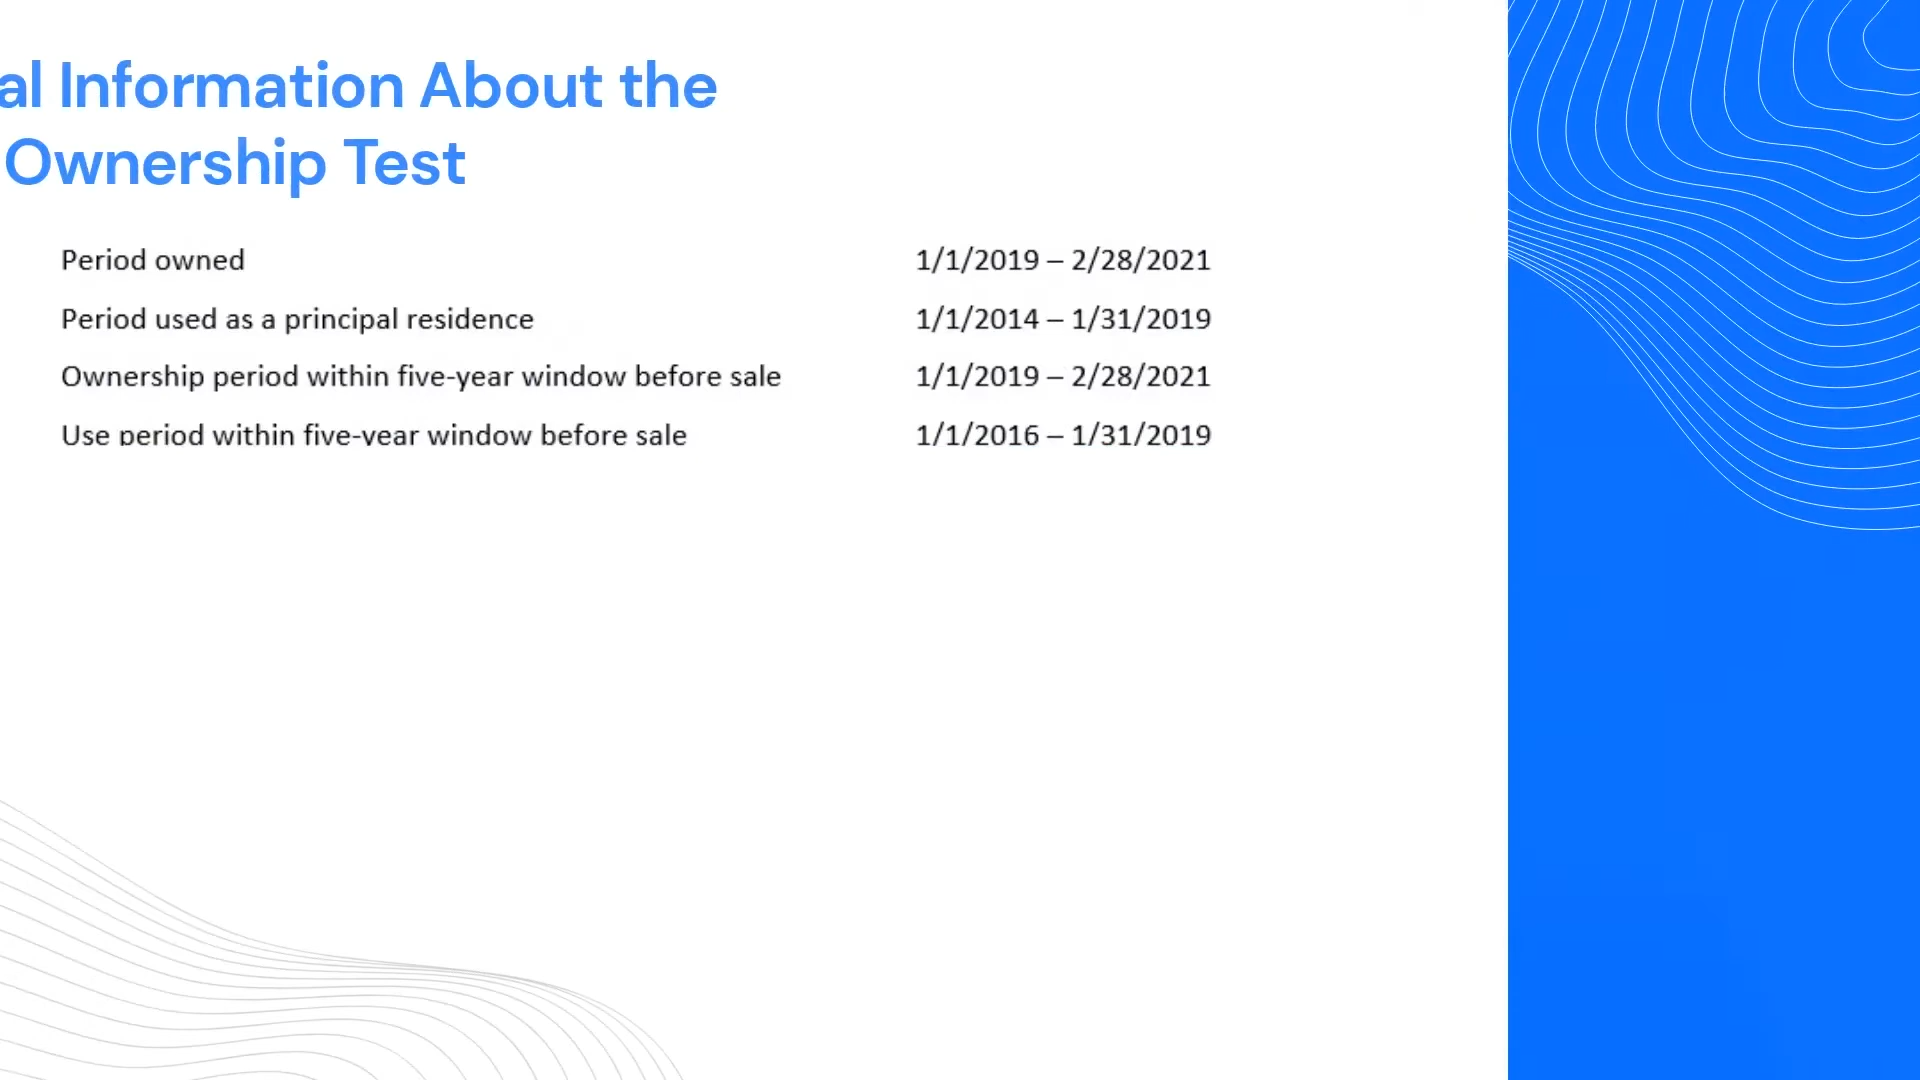 al Information About the
Ownership Test
Period owned 1/1/2019 – 2/28/2021
Period used as a principal residence 1/1/2014 – 1/31/2019
Ownership period within five-year window before sale 1/1/2019 – 2/28/2021
Use period within five-year window before sale 1/1/2016 – 1/31/2019